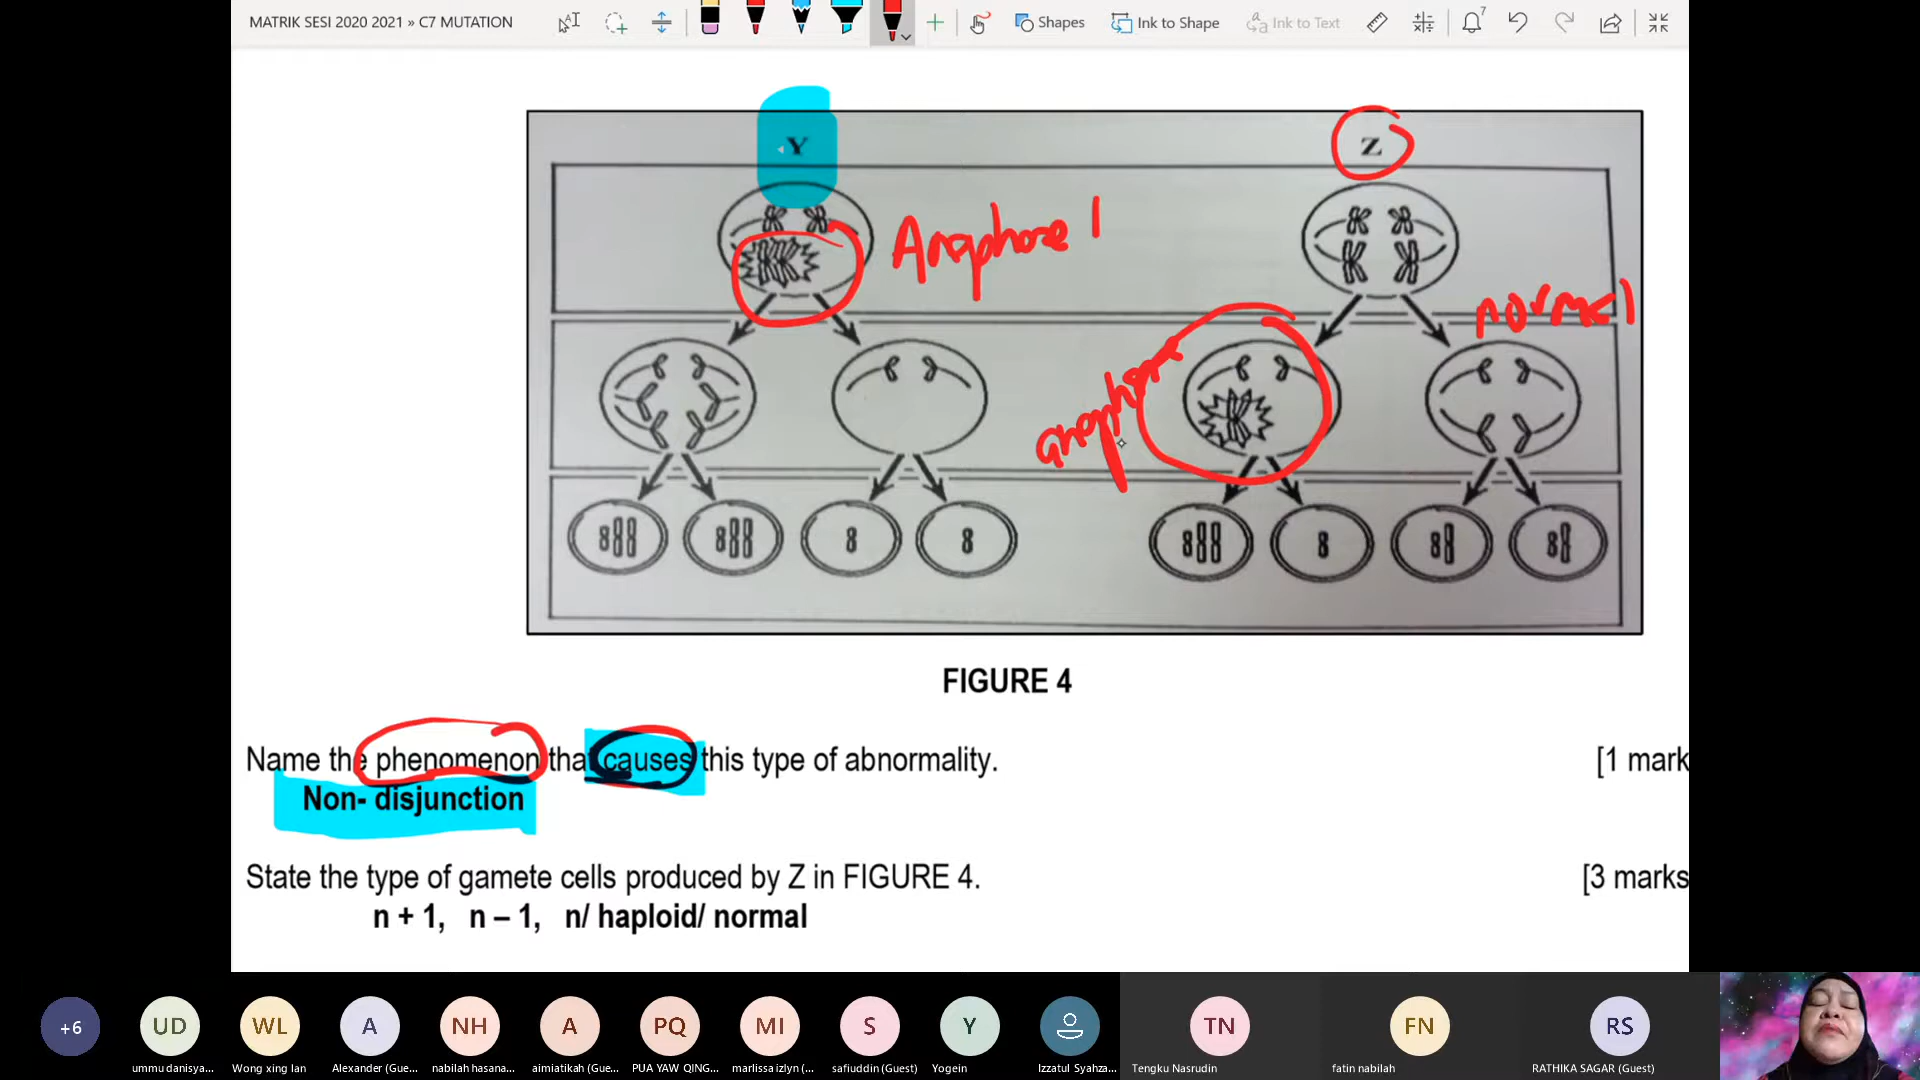 MATRIK SESI 2020 2021 » C7 MUTATION
Shapes
Ink to Shape
Ink to Text
7
Y
Z
Anaphase 1
normal
anaphase
FIGURE 4
Name the phenomenon that causes this type of abnormality. [1 mark
Non- disjunction
State the type of gamete cells produced by Z in FIGURE 4. [3 marks
n + 1, n – 1, n/ haploid/ normal
+6
UD
WL
A
NH
A
PQ
MI
S
Y
TN
FN
RS
ummu danisya...
Wong xing lan
Alexander (Gue...
nabilah hasana...
aimiatikah (Gue...
PUA YAW QING...
marlissa izlyn (...
safiuddin (Guest)
Yogein
Izzatul Syahza...
Tengku Nasrudin
fatin nabilah
RATHIKA SAGAR (Guest)